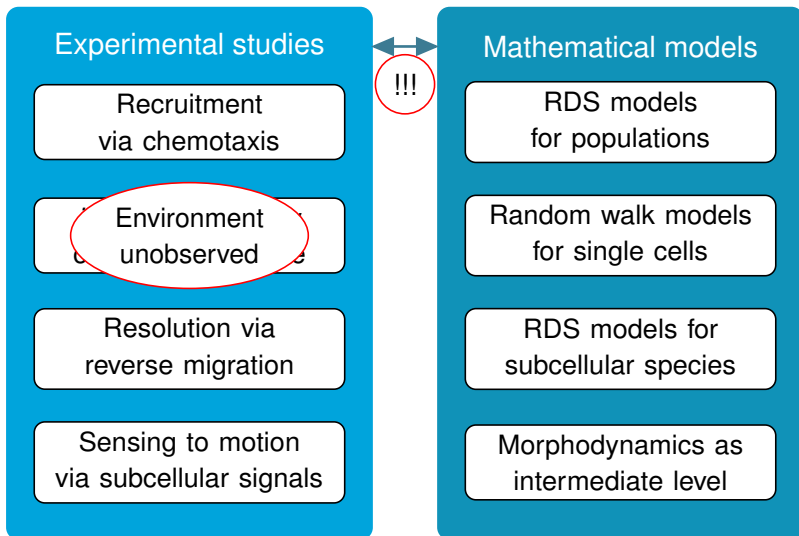 Experimental studies
Recruitment
via chemotaxis
Environment
unobserved
Resolution via
reverse migration
Sensing to motion
via subcellular signals
!!!
Mathematical models
RDS models
for populations
Random walk models
for single cells
RDS models for
subcellular species
Morphodynamics as
intermediate level